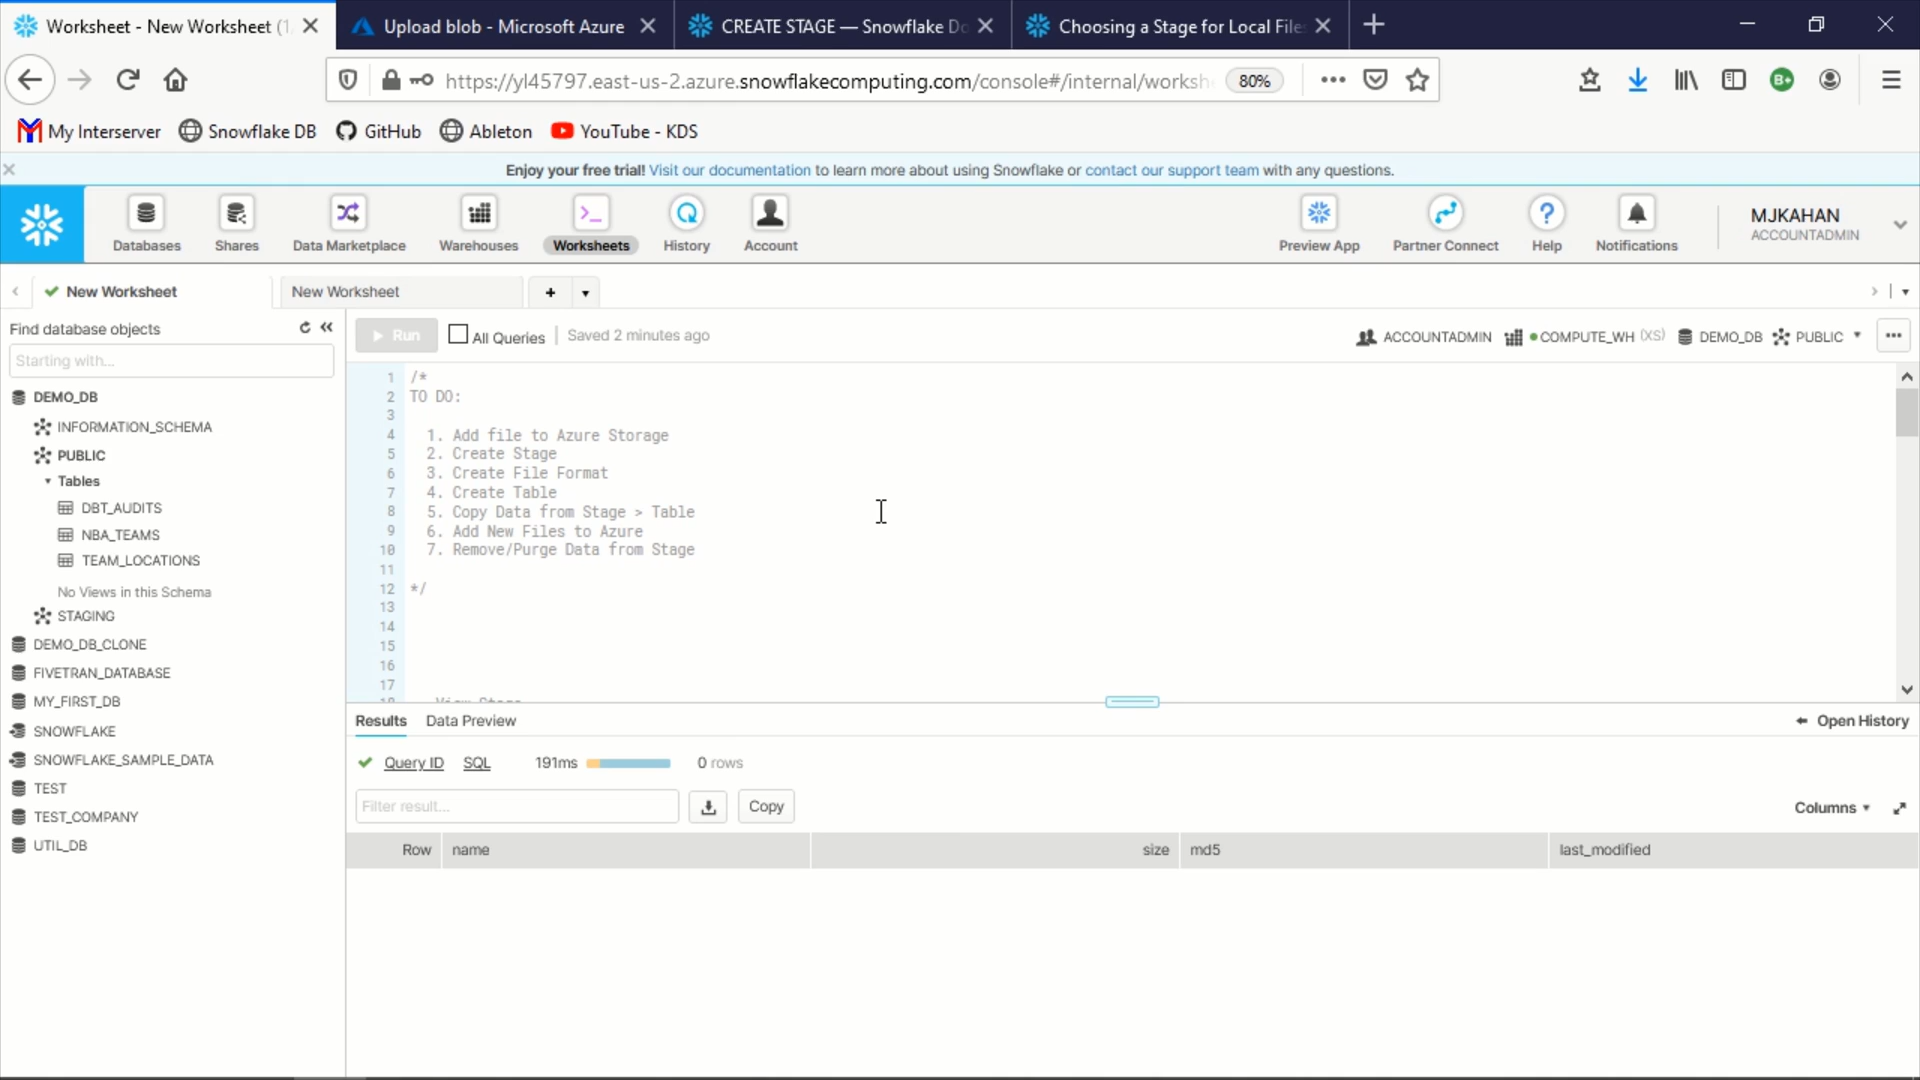 Worksheet - New Worksheet (1
Upload blob - Microsoft Azure
CREATE STAGE — Snowflake Do
Choosing a Stage for Local File
https://yl45797.east-us-2.azure.snowflakecomputing.com/console#/internal/worksh
80%
My Interserver
Snowflake DB
GitHub
Ableton
YouTube - KDS
Enjoy your free trial! Visit our documentation to learn more about using Snowflake or contact our support team with any questions.
Databases
Shares
Data Marketplace
Warehouses
Worksheets
History
Account
Preview App
Partner Connect
Help
Notifications
MJKAHAN
ACCOUNTADMIN
New Worksheet
New Worksheet
Find database objects
Starting with...
DEMO_DB
INFORMATION_SCHEMA
PUBLIC
Tables
DBT_AUDITS
NBA_TEAMS
TEAM_LOCATIONS
No Views in this Schema
STAGING
DEMO_DB_CLONE
FIVETRAN_DATABASE
MY_FIRST_DB
SNOWFLAKE
SNOWFLAKE_SAMPLE_DATA
TEST
TEST_COMPANY
UTIL_DB
Run
All Queries
Saved 2 minutes ago
ACCOUNTADMIN
COMPUTE_WH (XS)
DEMO_DB
PUBLIC
1 /*
2 TO DO:
3
4 1. Add file to Azure Storage
5 2. Create Stage
6 3. Create File Format
7 4. Create Table
8 5. Copy Data from Stage > Table
9 6. Add New Files to Azure
10 7. Remove/Purge Data from Stage
11
12 */
13
14
15
16
17
18 -- View Stage
Results
Data Preview
Open History
Query ID
SQL
191ms
0 rows
Filter result...
Copy
Columns
Row
name
size
md5
last_modified